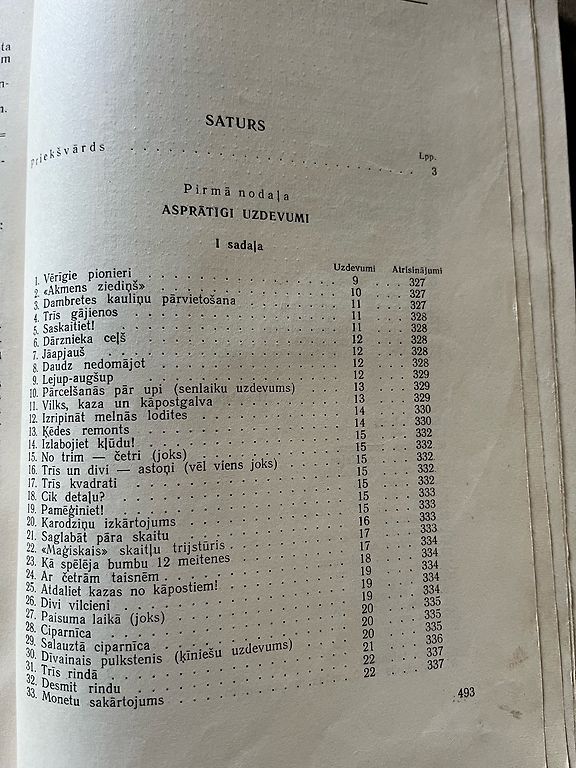 SATURS
Lpp.
Priekšvārds . . . . . . . . . . 3
Pirmā nodaļa
ASPRĀTĪGI UZDEVUMI
I sadaļa
Uzdevumi Atrisinājumi
1. Vērīgie pionieri . . . 9 . . . 327
2. «Akmens ziediņš» . . . 10 . . . 327
3. Dambretes kauliņu pārvietošana . . . 11 . . . 327
4. Trīs gājienos . . . 11 . . . 328
5. Saskaitiet! . . . 11 . . . 328
6. Dārznieka ceļš . . . 12 . . . 328
7. Jāapjauš . . . 12 . . . 328
8. Daudz nedomājot . . . 12 . . . 328
9. Lejup-augšup . . . 12 . . . 329
10. Pārcelšanās pār upi (senlaiku uzdevums) . . . 13 . . . 329
11. Vilks, kaza un kāpostgalva . . . 13 . . . 329
12. Izripināt melnās lodītes . . . 14 . . . 330
13. Ķēdes remonts . . . 14 . . . 330
14. Izlabojiet kļūdu! . . . 15 . . . 332
15. No trim — četri (joks) . . . 15 . . . 332
16. Trīs un divi — astoņi (vēl viens joks) . . . 15 . . . 332
17. Trīs kvadrati . . . 15 . . . 332
18. Cik detaļu? . . . 15 . . . 332
19. Pamēģiniet! . . . 15 . . . 333
20. Karodziņu izkārtojums . . . 15 . . . 333
21. Saglabāt pāra skaitu . . . 16 . . . 333
22. «Maģiskais» skaitļu trijstūris . . . 17 . . . 333
23. Kā spēlēja bumbu 12 meitenes . . . 17 . . . 334
24. Ar četrām taisnēm . . . 18 . . . 334
25. Atdaliet kazas no kāpostiem! . . . 19 . . . 334
26. Divi vilcieni . . . 19 . . . 334
27. Paisuma laikā (joks) . . . 19 . . . 334
28. Ciparnīca . . . 20 . . . 335
29. Salauztā ciparnīca . . . 20 . . . 335
30. Dīvainais pulkstenis (ķīniešu uzdevums) . . . 20 . . . 335
31. Trīs rindā . . . 21 . . . 336
32. Desmit rindu . . . 22 . . . 337
33. Monetu sakārtojums . . . 22 . . . 337
493